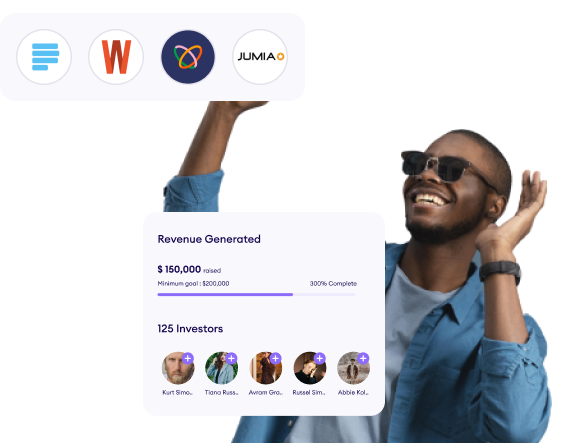 W
JUMIA
Revenue Generated
$ 150,000 raised
Minimum goal : $200,000 300% Complete
125 Investors
Kurt Simo.. Tiana Russ.. Avram Gro.. Russel Sim.. Abbie Kol..